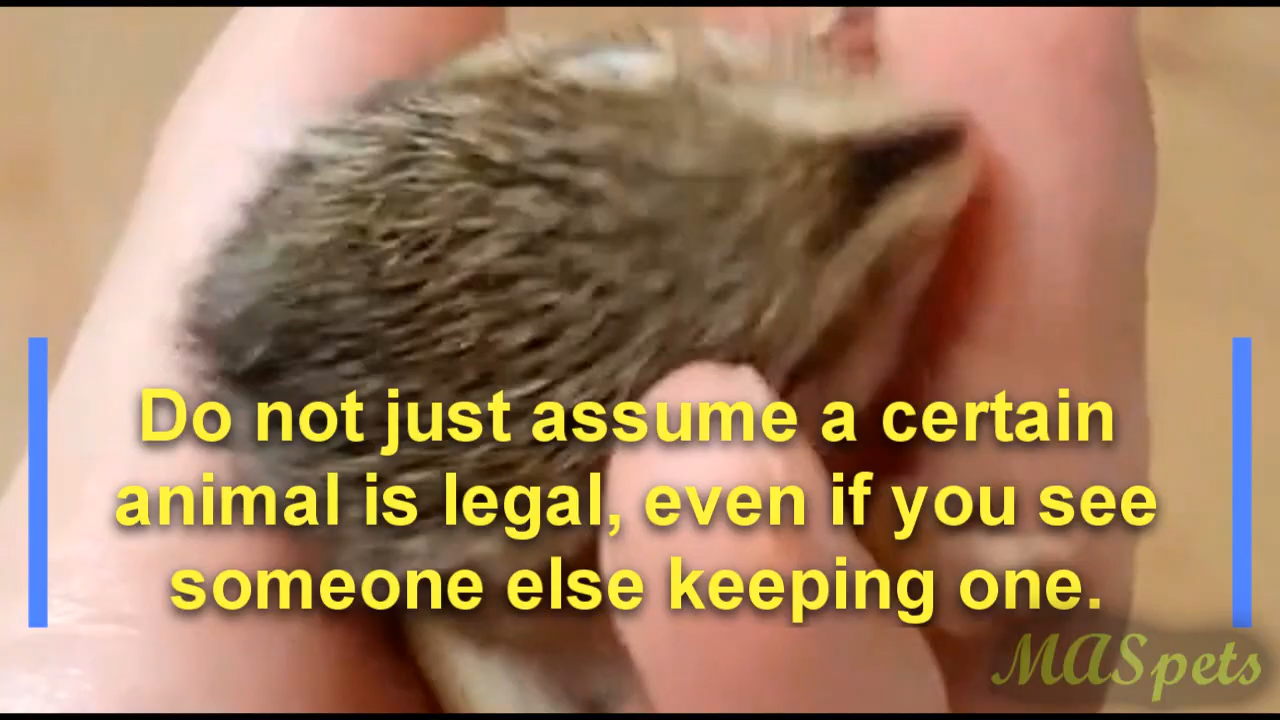 Do not just assume a certain
animal is legal, even if you see
someone else keeping one.
MASpets